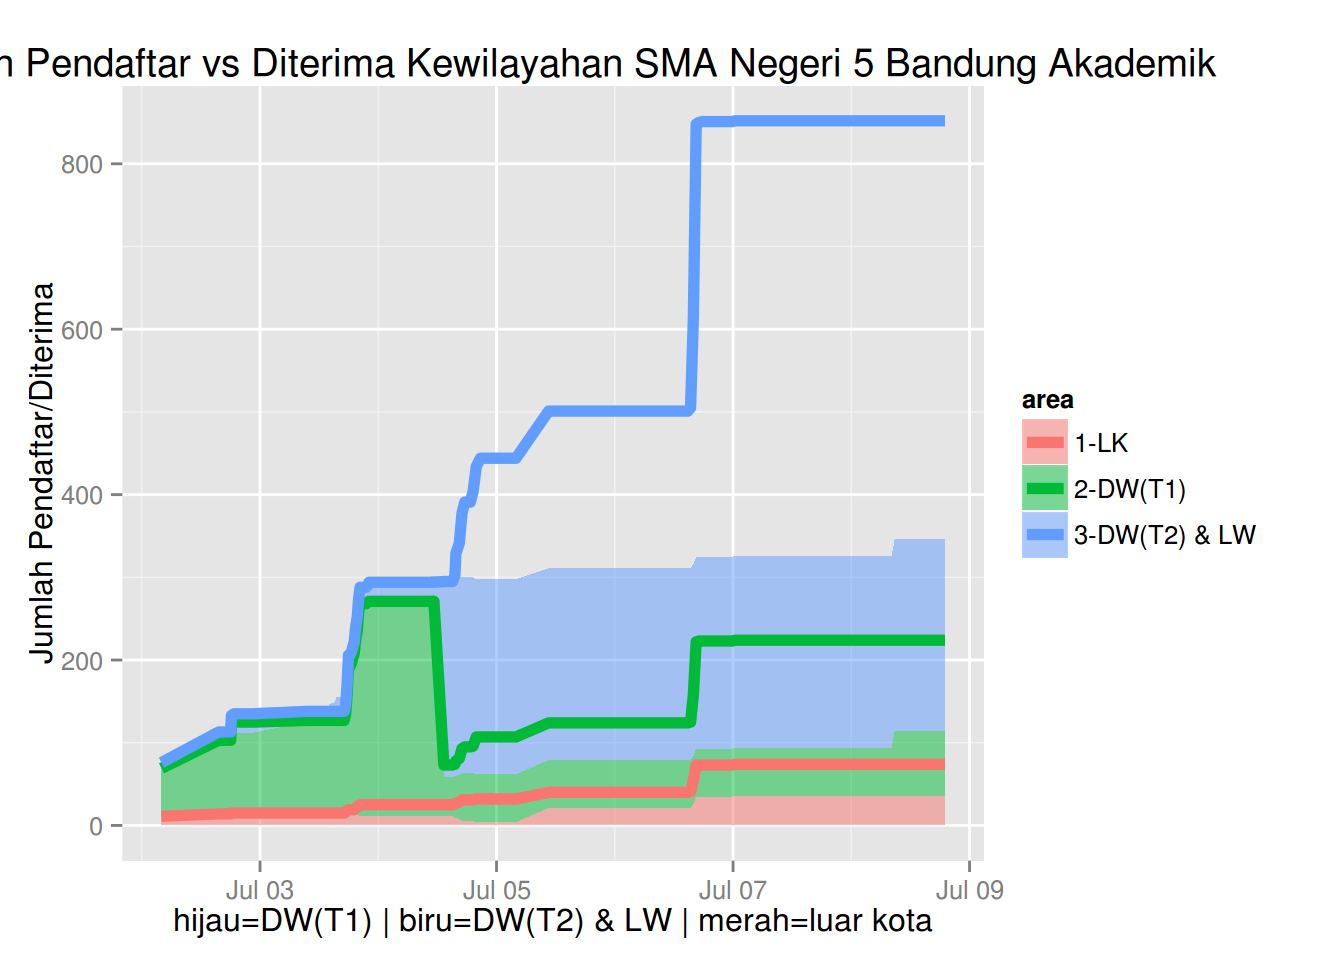 Pendaftar vs Diterima Kewilayahan SMA Negeri 5 Bandung Akademik
Jumlah Pendaftar/Diterima
800
600
400
200
0
Jul 03
Jul 05
Jul 07
Jul 09
hijau=DW(T1) | biru=DW(T2) & LW | merah=luar kota
area
1-LK
2-DW(T1)
3-DW(T2) & LW